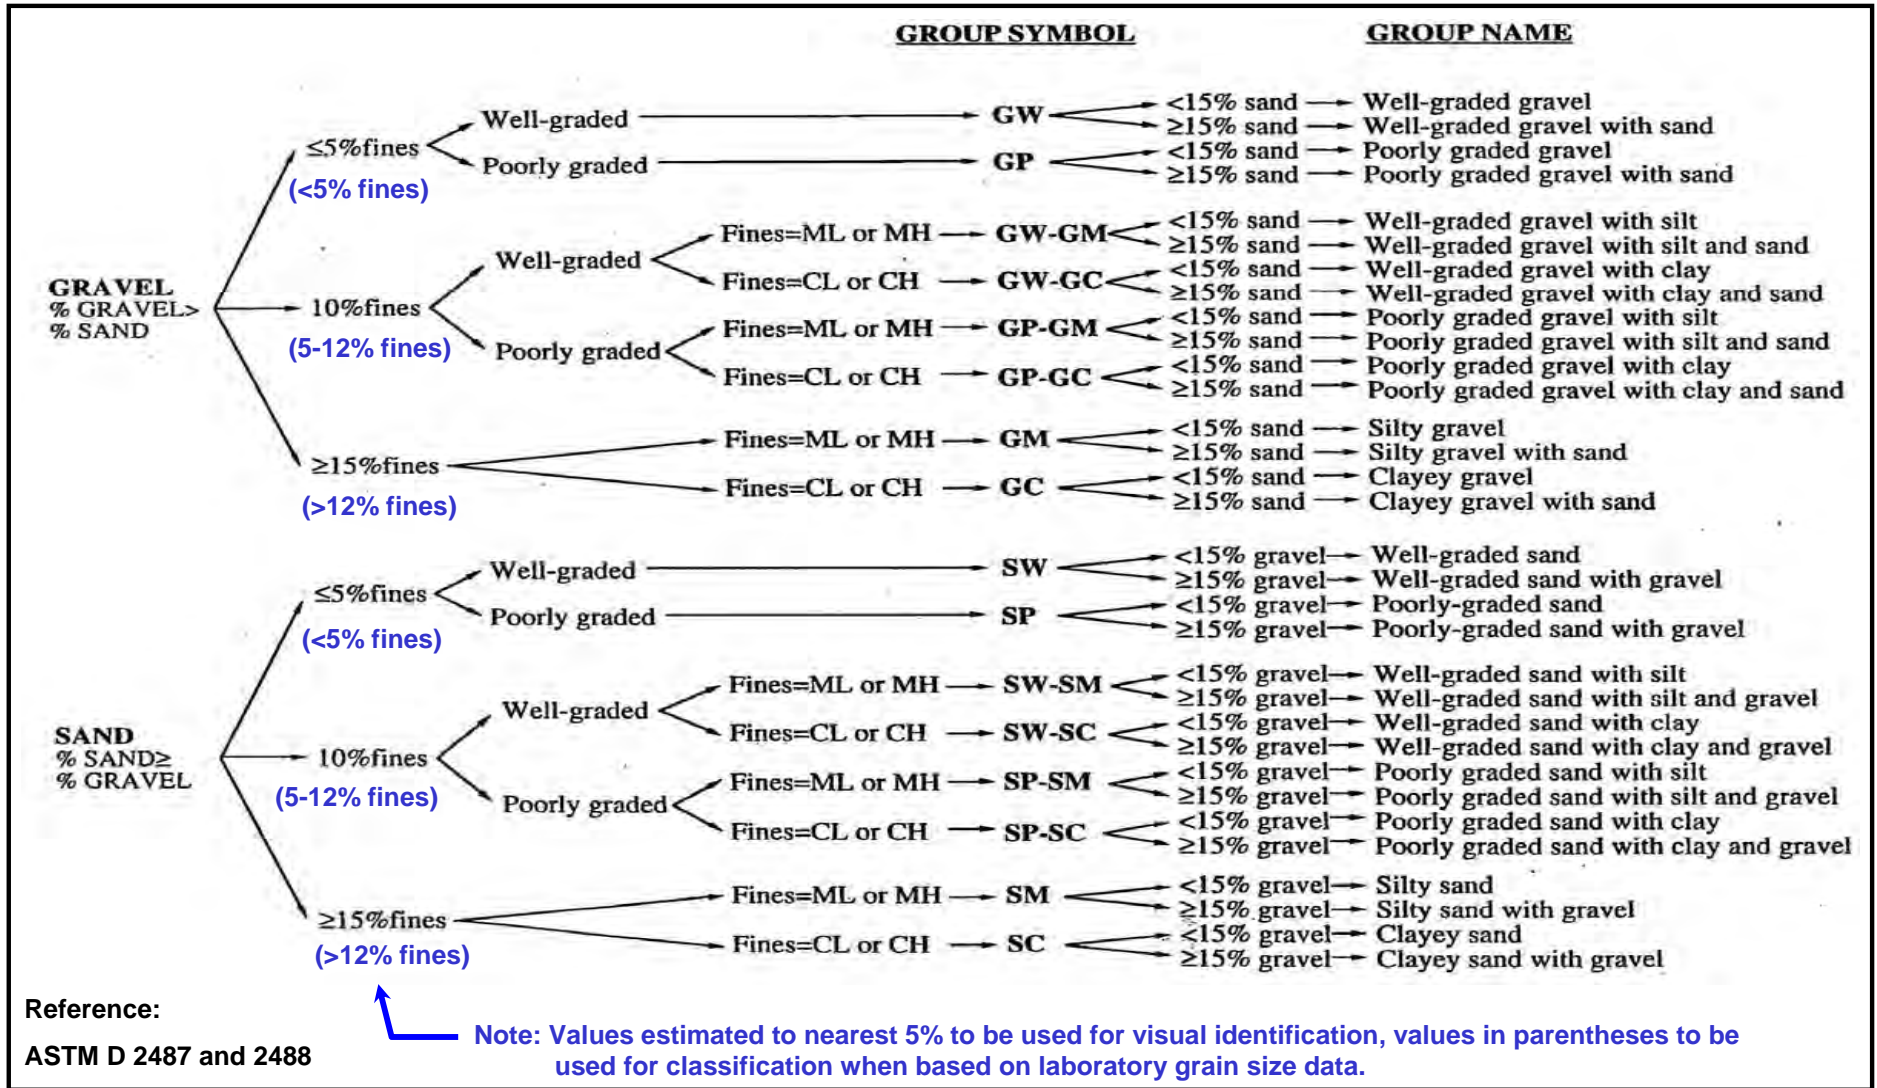 GROUP SYMBOL GROUP NAME
<15% sand Well-graded gravel
Well-graded GW
≥15% sand Well-graded gravel with sand
≤5%fines
<15% sand Poorly graded gravel
Poorly graded GP
≥15% sand Poorly graded gravel with sand
(<5% fines)
<15% sand Well-graded gravel with silt
Fines=ML or MH GW-GM
≥15% sand Well-graded gravel with silt and sand
Well-graded
<15% sand Well-graded gravel with clay
Fines=CL or CH GW-GC
≥15% sand Well-graded gravel with clay and sand
GRAVEL
% GRAVEL>
% SAND
10%fines
(5-12% fines)
<15% sand Poorly graded gravel with silt
Fines=ML or MH GP-GM
≥15% sand Poorly graded gravel with silt and sand
Poorly graded
<15% sand Poorly graded gravel with clay
Fines=CL or CH GP-GC
≥15% sand Poorly graded gravel with clay and sand
<15% sand Silty gravel
Fines=ML or MH GM
≥15% sand Silty gravel with sand
≥15%fines
<15% sand Clayey gravel
Fines=CL or CH GC
≥15% sand Clayey gravel with sand
(>12% fines)
<15% gravel Well-graded sand
Well-graded SW
≥15% gravel Well-graded sand with gravel
≤5%fines
<15% gravel Poorly-graded sand
Poorly graded SP
≥15% gravel Poorly-graded sand with gravel
(<5% fines)
<15% gravel Well-graded sand with silt
Fines=ML or MH SW-SM
≥15% gravel Well-graded sand with silt and gravel
Well-graded
<15% gravel Well-graded sand with clay
Fines=CL or CH SW-SC
≥15% gravel Well-graded sand with clay and gravel
SAND
% SAND≥
% GRAVEL
10%fines
(5-12% fines)
<15% gravel Poorly graded sand with silt
Fines=ML or MH SP-SM
≥15% gravel Poorly graded sand with silt and gravel
Poorly graded
<15% gravel Poorly graded sand with clay
Fines=CL or CH SP-SC
≥15% gravel Poorly graded sand with clay and gravel
<15% gravel Silty sand
Fines=ML or MH SM
≥15% gravel Silty sand with gravel
≥15%fines
<15% gravel Clayey sand
Fines=CL or CH SC
≥15% gravel Clayey sand with gravel
(>12% fines)
Reference:
ASTM D 2487 and 2488
Note: Values estimated to nearest 5% to be used for visual identification, values in parentheses to be
used for classification when based on laboratory grain size data.